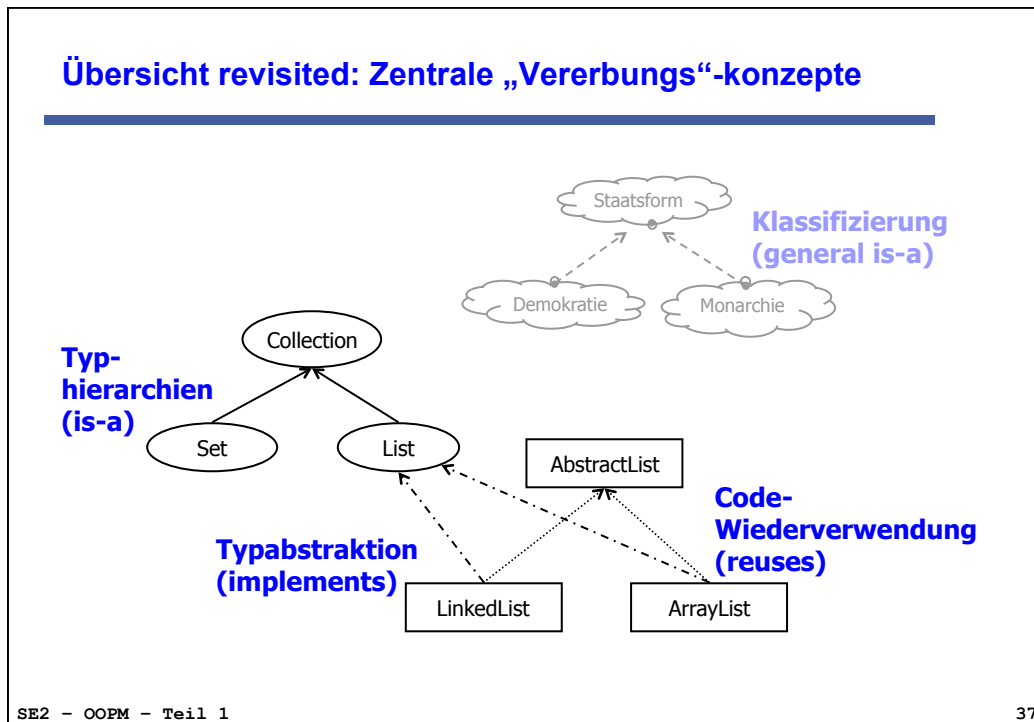 Übersicht revisited: Zentrale „Vererbungs“-konzepte
Staatsform
Klassifizierung
(general is-a)
Demokratie
Monarchie
Collection
Typ-
hierarchien
(is-a)
Set
List
AbstractList
Code-
Wiederverwendung
(reuses)
Typabstraktion
(implements)
LinkedList
ArrayList
SE2 – OOPM – Teil 1
37